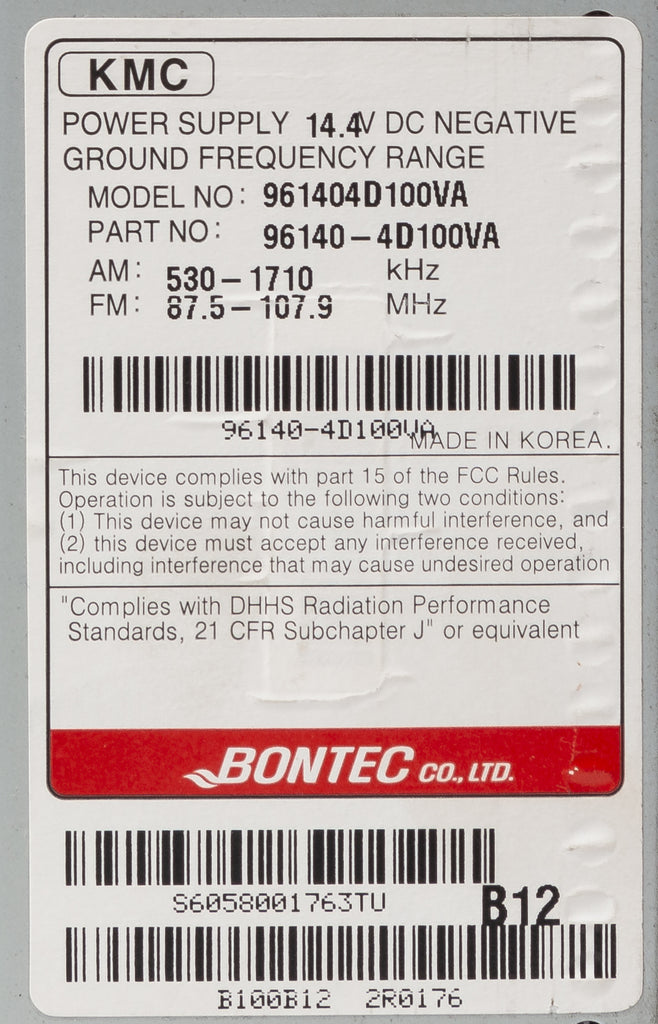 KMC
POWER SUPPLY 14.4V DC NEGATIVE
GROUND FREQUENCY RANGE
MODEL NO: 961404D100VA
PART NO: 96140-4D100VA
AM: 530-1710 kHz
FM: 87.5-107.9 MHz
96140-4D100VA
MADE IN KOREA.
This device complies with part 15 of the FCC Rules.
Operation is subject to the following two conditions:
(1) This device may not cause harmful interference, and
(2) this device must accept any interference received,
including interference that may cause undesired operation
"Complies with DHHS Radiation Performance
Standards, 21 CFR Subchapter J" or equivalent
BONTEC CO., LTD.
S6058001763TU
B12
B100B12 2R0176